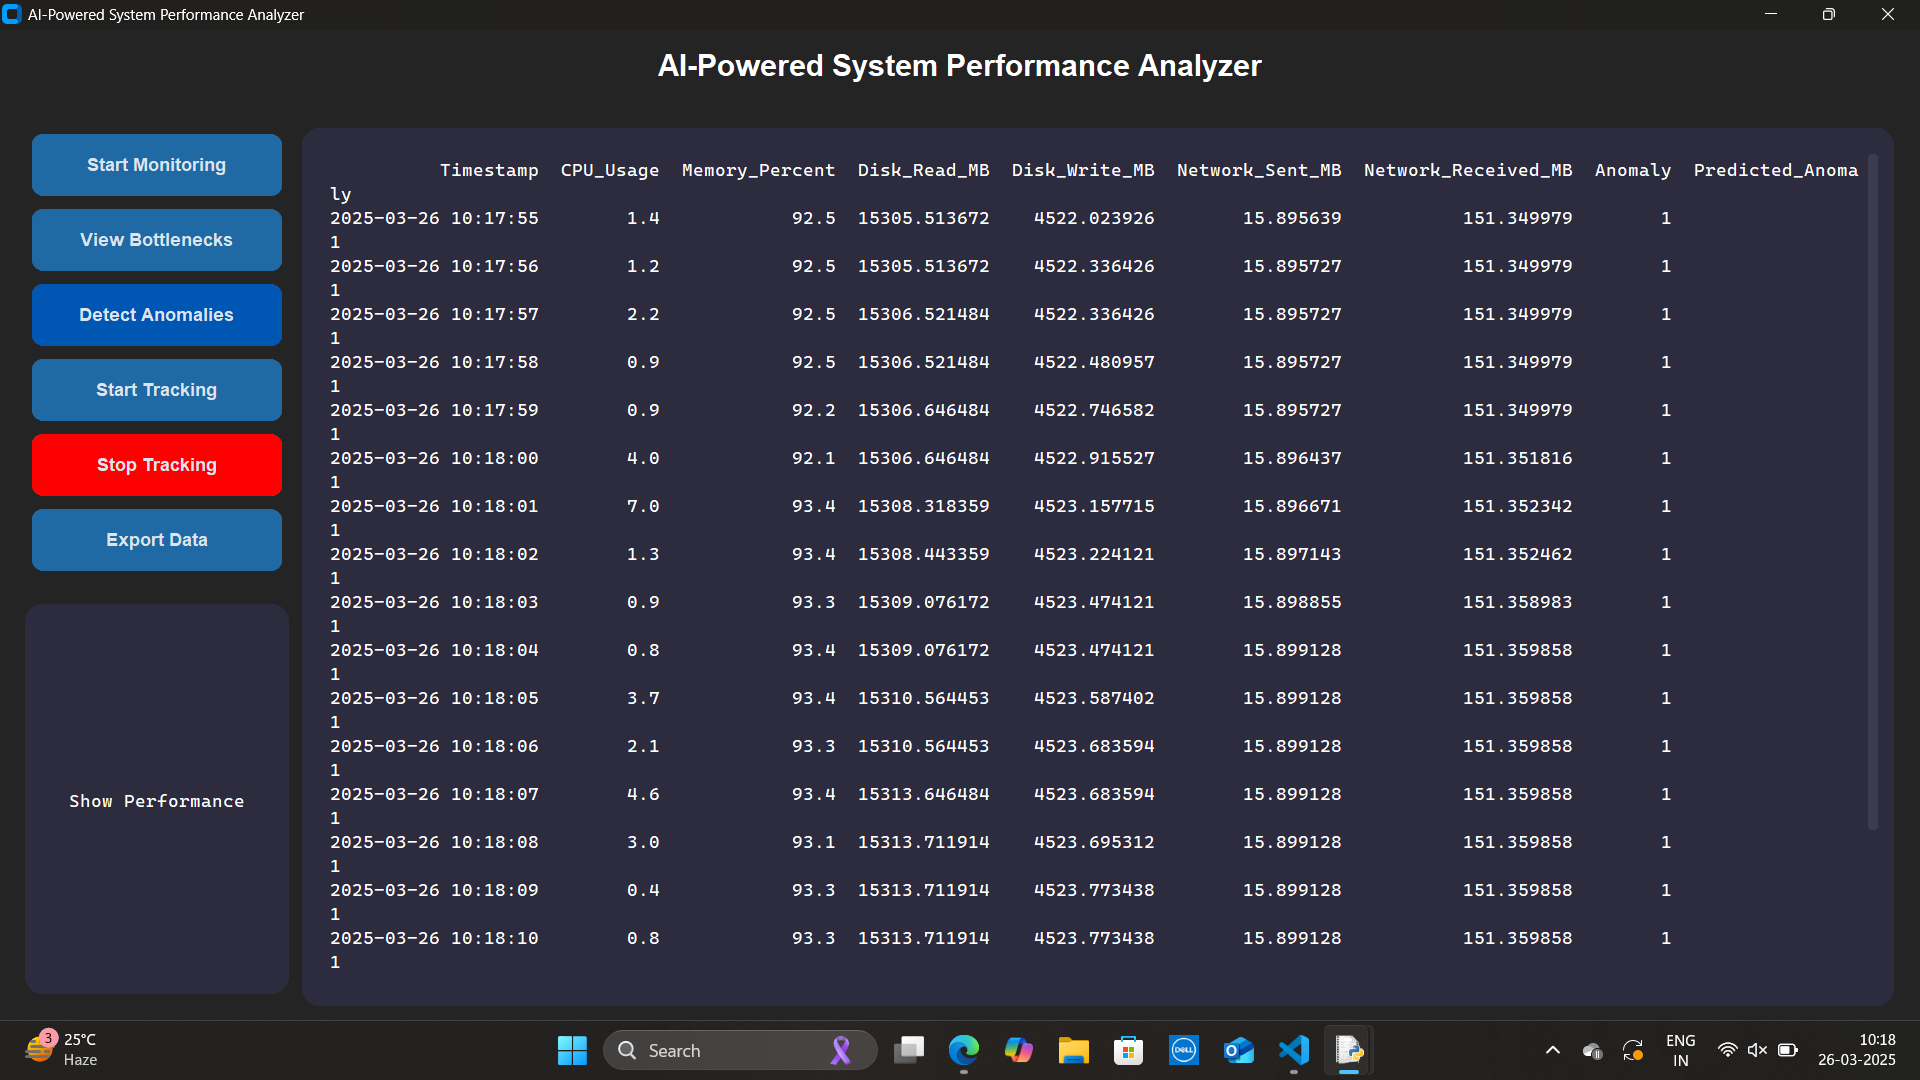 AI-Powered System Performance Analyzer
AI-Powered System Performance Analyzer
Start Monitoring
View Bottlenecks
Detect Anomalies
Start Tracking
Stop Tracking
Export Data
Show Performance
Timestamp CPU_Usage Memory_Percent Disk_Read_MB Disk_Write_MB Network_Sent_MB Network_Received_MB Anomaly Predicted_Anoma
ly
2025-03-26 10:17:55 1.4 92.5 15305.513672 4522.023926 15.895639 151.349979 1
1
2025-03-26 10:17:56 1.2 92.5 15305.513672 4522.336426 15.895727 151.349979 1
1
2025-03-26 10:17:57 2.2 92.5 15306.521484 4522.336426 15.895727 151.349979 1
1
2025-03-26 10:17:58 0.9 92.5 15306.521484 4522.480957 15.895727 151.349979 1
1
2025-03-26 10:17:59 0.9 92.2 15306.646484 4522.746582 15.895727 151.349979 1
1
2025-03-26 10:18:00 4.0 92.1 15306.646484 4522.915527 15.896437 151.351816 1
1
2025-03-26 10:18:01 7.0 93.4 15308.318359 4523.157715 15.896671 151.352342 1
1
2025-03-26 10:18:02 1.3 93.4 15308.443359 4523.224121 15.897143 151.352462 1
1
2025-03-26 10:18:03 0.9 93.3 15309.076172 4523.474121 15.898855 151.358983 1
1
2025-03-26 10:18:04 0.8 93.4 15309.076172 4523.474121 15.899128 151.359858 1
1
2025-03-26 10:18:05 3.7 93.4 15310.564453 4523.587402 15.899128 151.359858 1
1
2025-03-26 10:18:06 2.1 93.3 15310.564453 4523.683594 15.899128 151.359858 1
1
2025-03-26 10:18:07 4.6 93.4 15313.646484 4523.683594 15.899128 151.359858 1
1
2025-03-26 10:18:08 3.0 93.1 15313.711914 4523.695312 15.899128 151.359858 1
1
2025-03-26 10:18:09 0.4 93.3 15313.711914 4523.773438 15.899128 151.359858 1
1
2025-03-26 10:18:10 0.8 93.3 15313.711914 4523.773438 15.899128 151.359858 1
1
3
25°C
Haze
Search
DELL
ENG
IN
10:18
26-03-2025